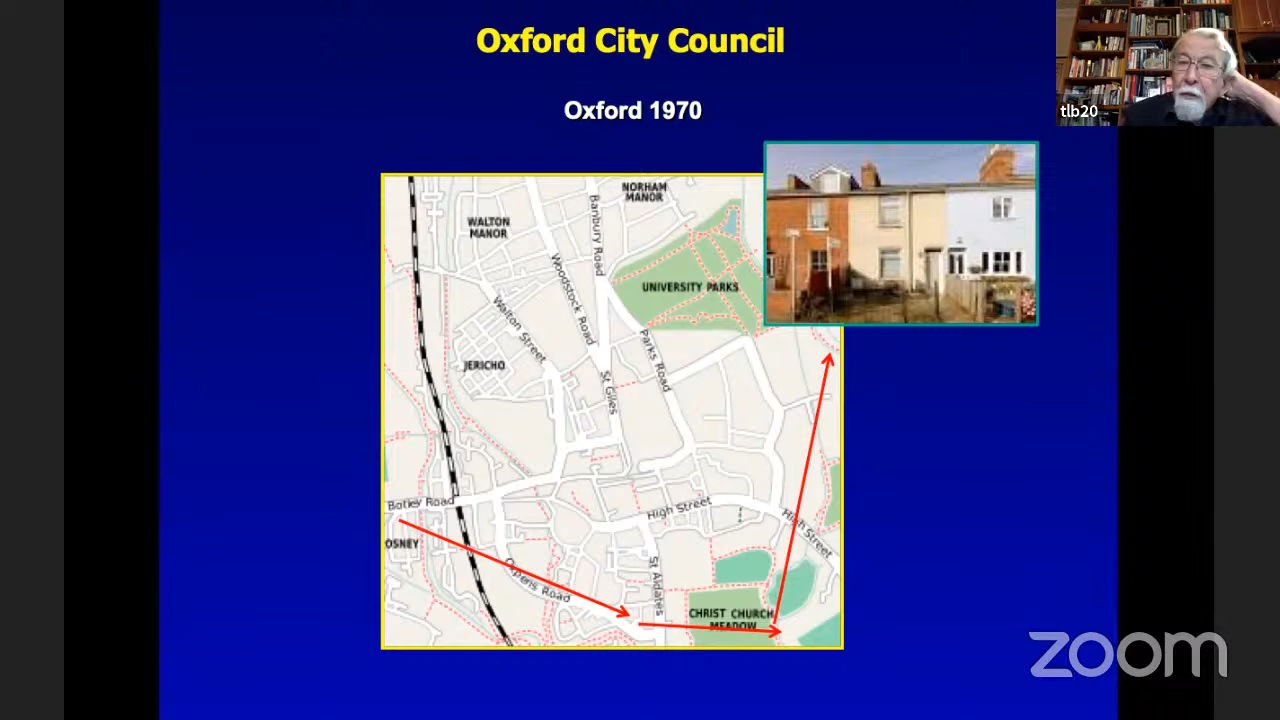 Oxford City Council
tlb20
Oxford 1970
NORHAM
MANOR
WALTON
MANOR
Banbury Road
Woodstock Road
UNIVERSITY PARKS
Walton Street
Parks Road
JERICHO
St Giles
Botley Road
High Street
High Street
OSNEY
Oxpens Road
St Aldates
CHRIST CHURCH
MEADOW
zoom